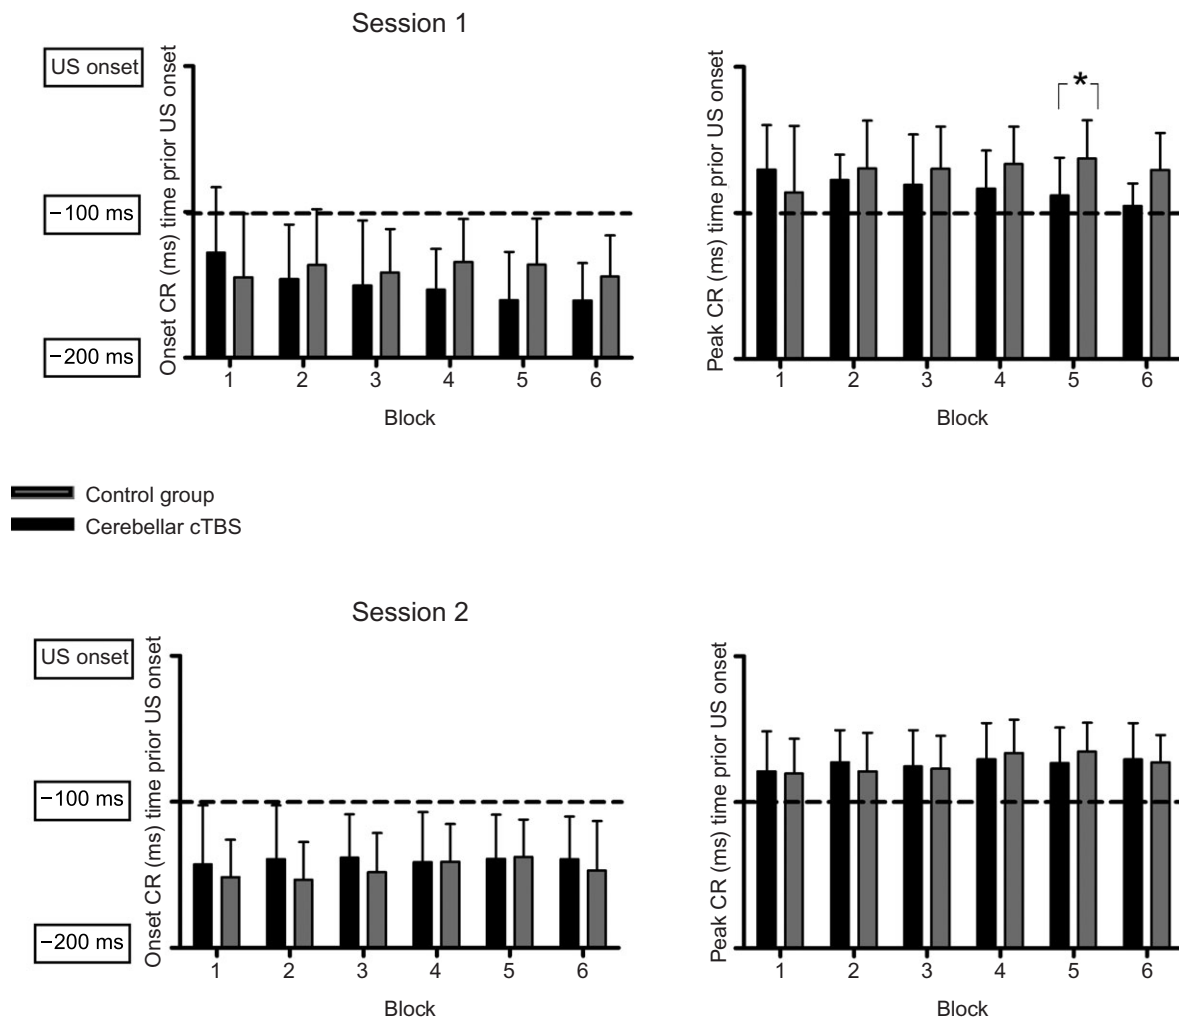 Session 1
US onset
−100 ms
−200 ms
Onset CR (ms) time prior US onset
1 2 3 4 5 6
Block
Peak CR (ms) time prior US onset
*
1 2 3 4 5 6
Block
Control group
Cerebellar cTBS
Session 2
US onset
−100 ms
−200 ms
Onset CR (ms) time prior US onset
1 2 3 4 5 6
Block
Peak CR (ms) time prior US onset
1 2 3 4 5 6
Block